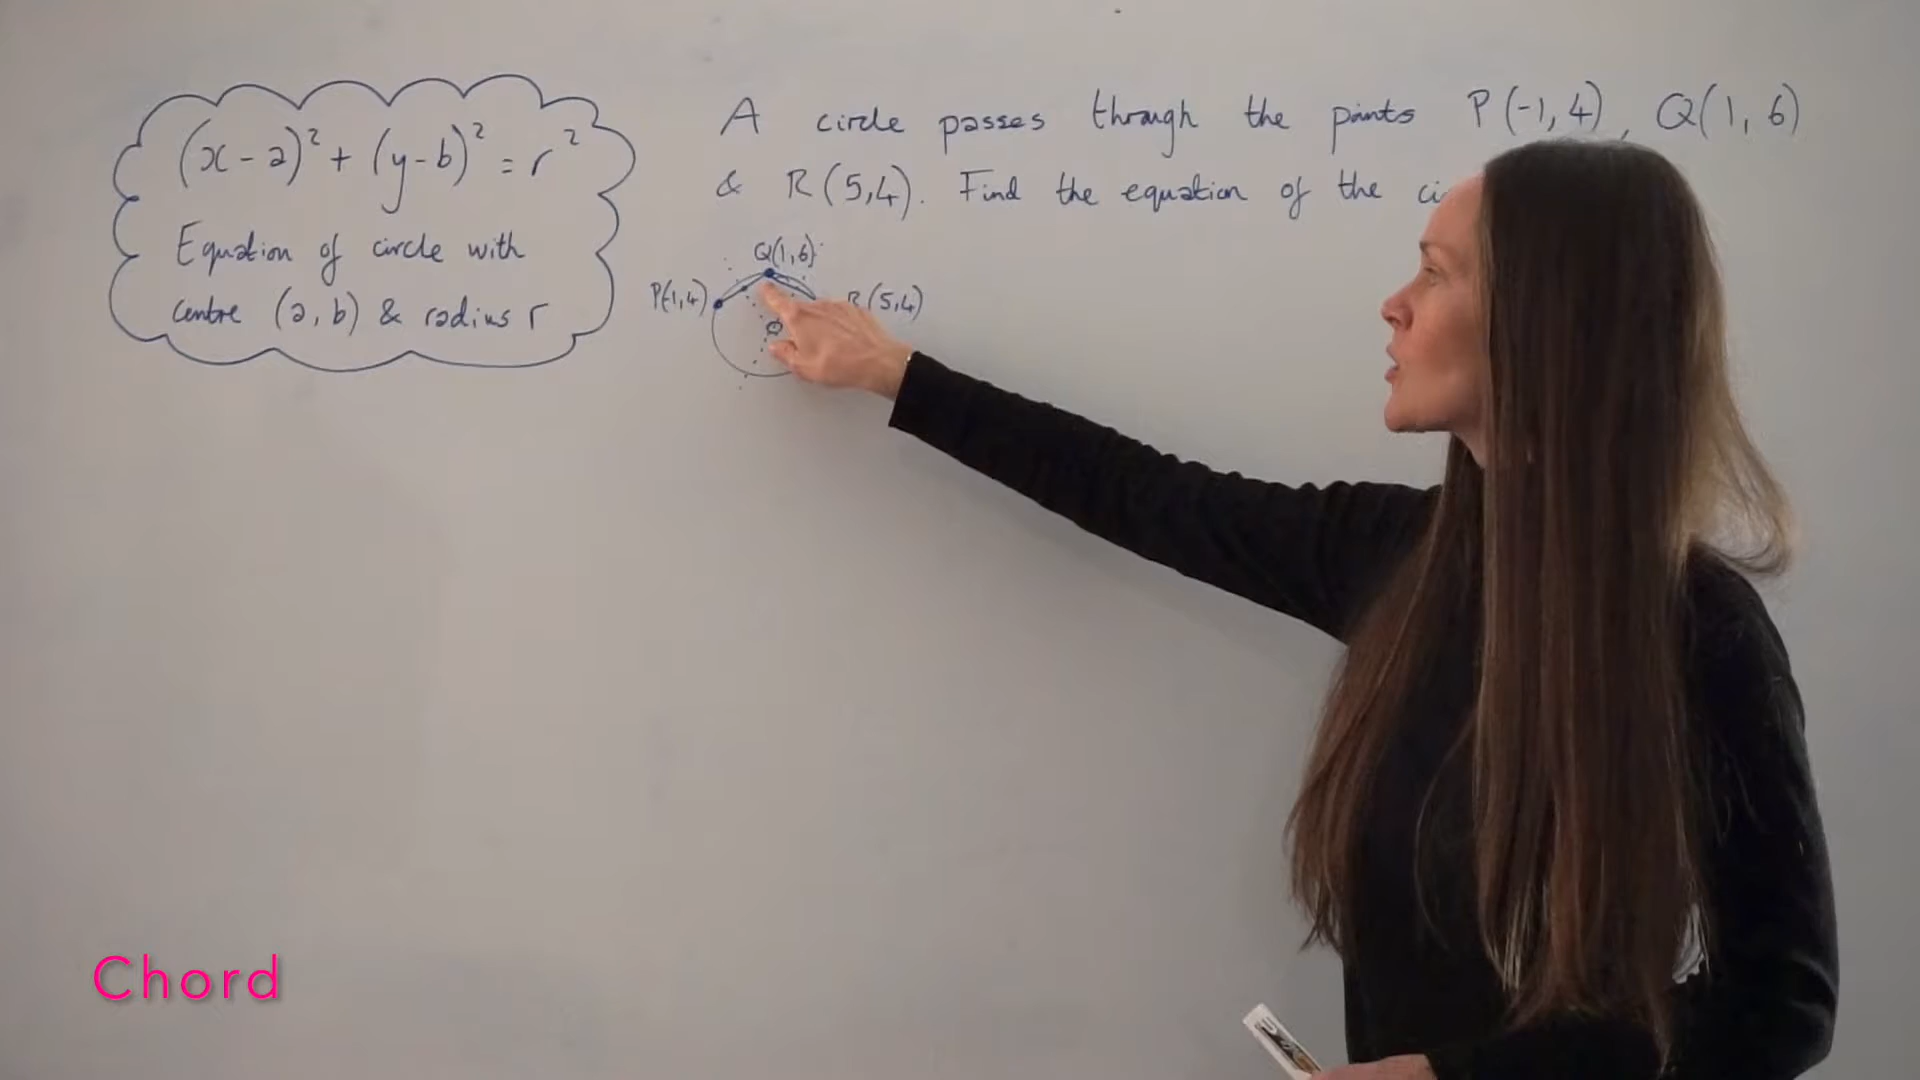 (x-a)² + (y-b)² = r²
Equation of circle with
centre (a, b) & radius r
A circle passes through the points P(-1, 4), Q(1, 6)
& R(5,4). Find the equation of the
Q(1,6)
P(-1,4)
R(5,4)
Chord